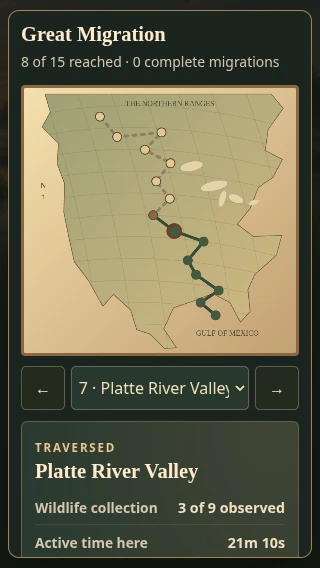 Great Migration
8 of 15 reached · 0 complete migrations
THE NORTHERN RANGES
N
↑
GULF OF MEXICO
←
7 · Platte River Valley
→
TRAVERSED
Platte River Valley
Wildlife collection 3 of 9 observed
Active time here 21m 10s